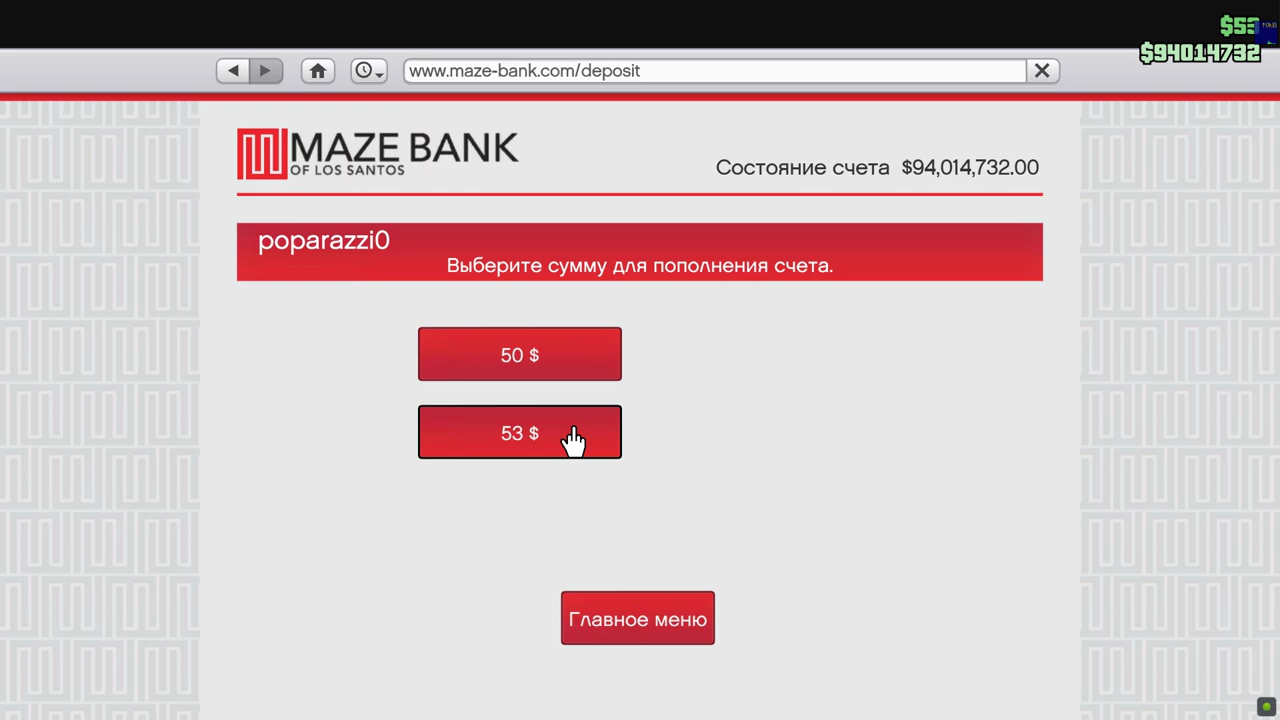 $53
$94014732
www.maze-bank.com/deposit
MAZE BANK
OF LOS SANTOS
Состояние счета $94,014,732.00
poparazzi0
Выберите сумму для пополнения счета.
50 $
53 $
Главное меню